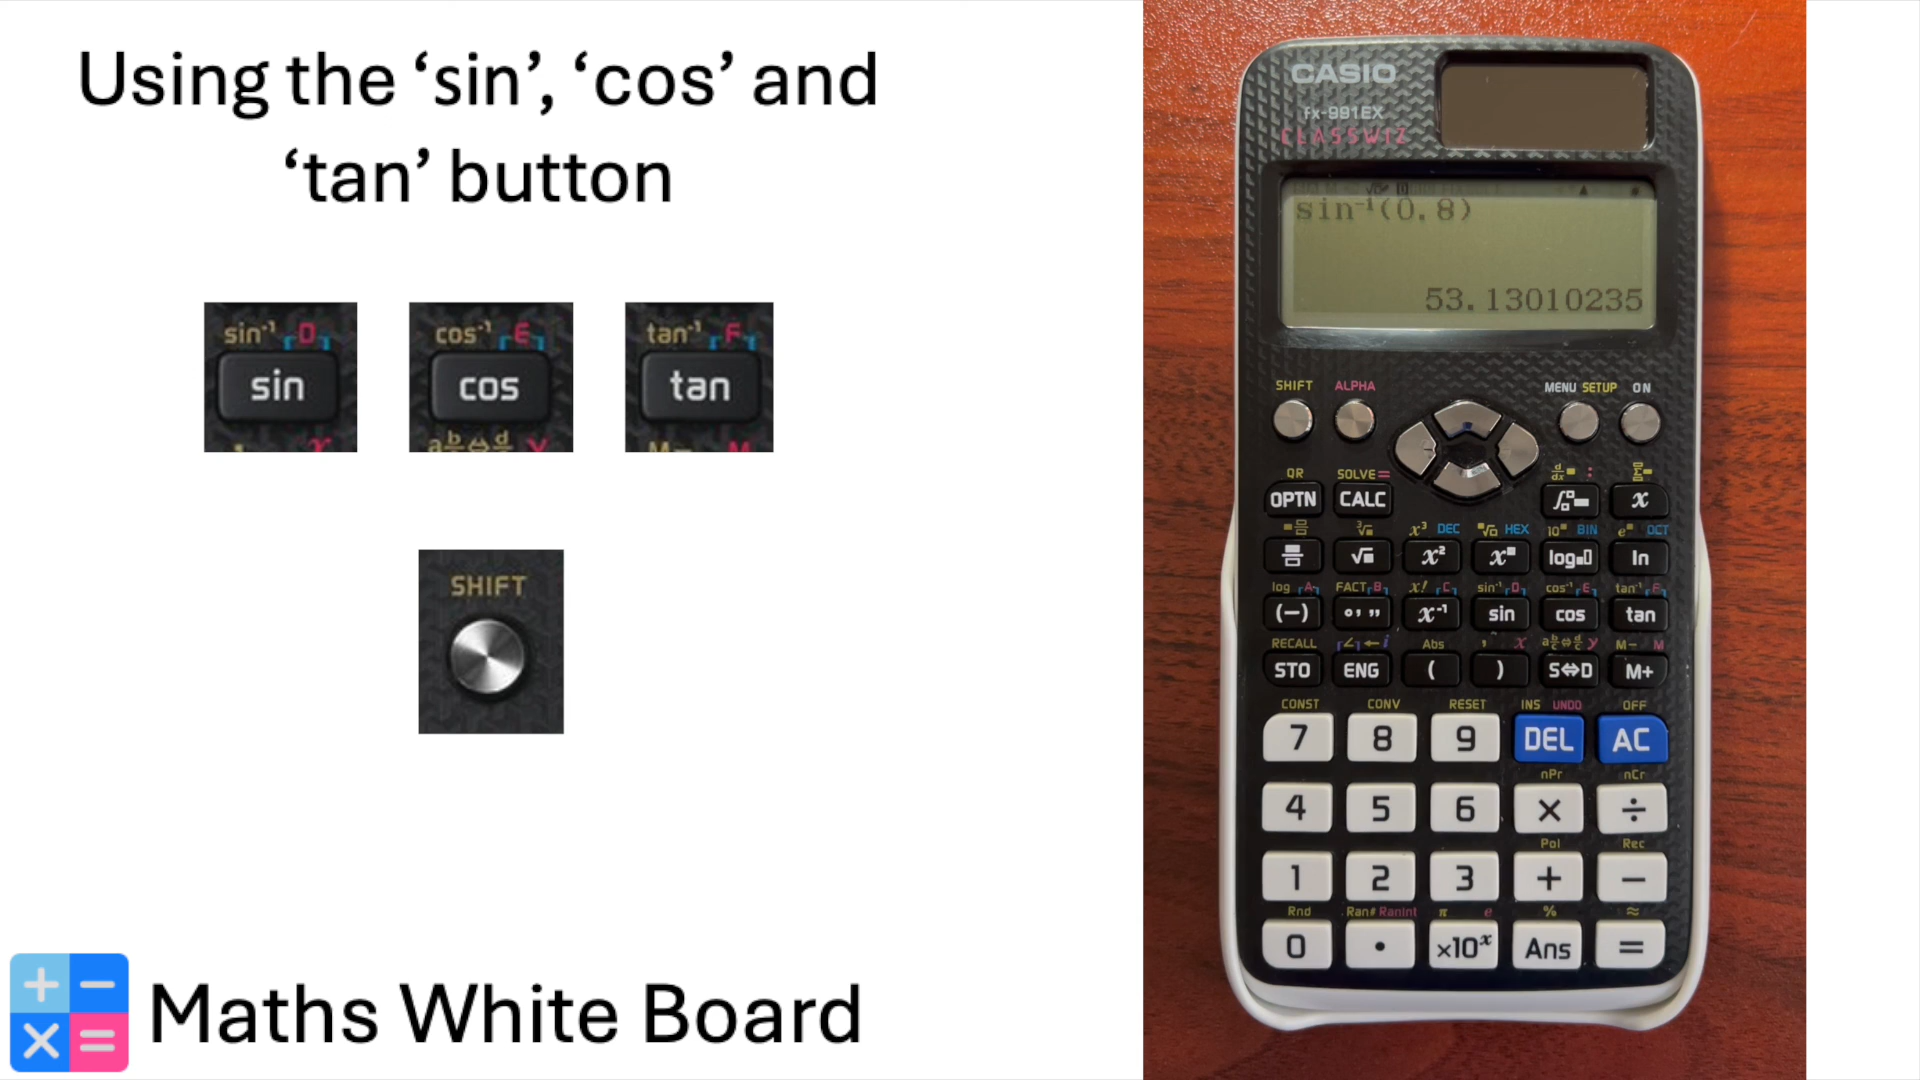 Using the ‘sin’, ‘cos’ and
‘tan’ button
sin⁻¹ D
sin
cos⁻¹ E
cos
tan⁻¹ F
tan
SHIFT
Maths White Board
CASIO
fx-991EX
CLASSWIZ
sin⁻¹(0.8)
53.13010235
SHIFT ALPHA MENU SETUP ON
QR SOLVE =
OPTN CALC x
x³ DEC HEX 10■ BIN e■ OCT
√■ x² x■ log■□ ln
log A FACT B x! C sin⁻¹ D cos⁻¹ E tan⁻¹ F
(−) °’ ” x⁻¹ sin cos tan
RECALL ∠ ← i Abs , x a b/c⇔d/c y M− M
STO ENG ( ) S⇔D M+
CONST CONV RESET INS UNDO OFF
7 8 9 DEL AC
nPr nCr
4 5 6 × ÷
Pol Rec
1 2 3 + −
Rnd Ran# RanInt π e % ≈
0 • ×10ˣ Ans =